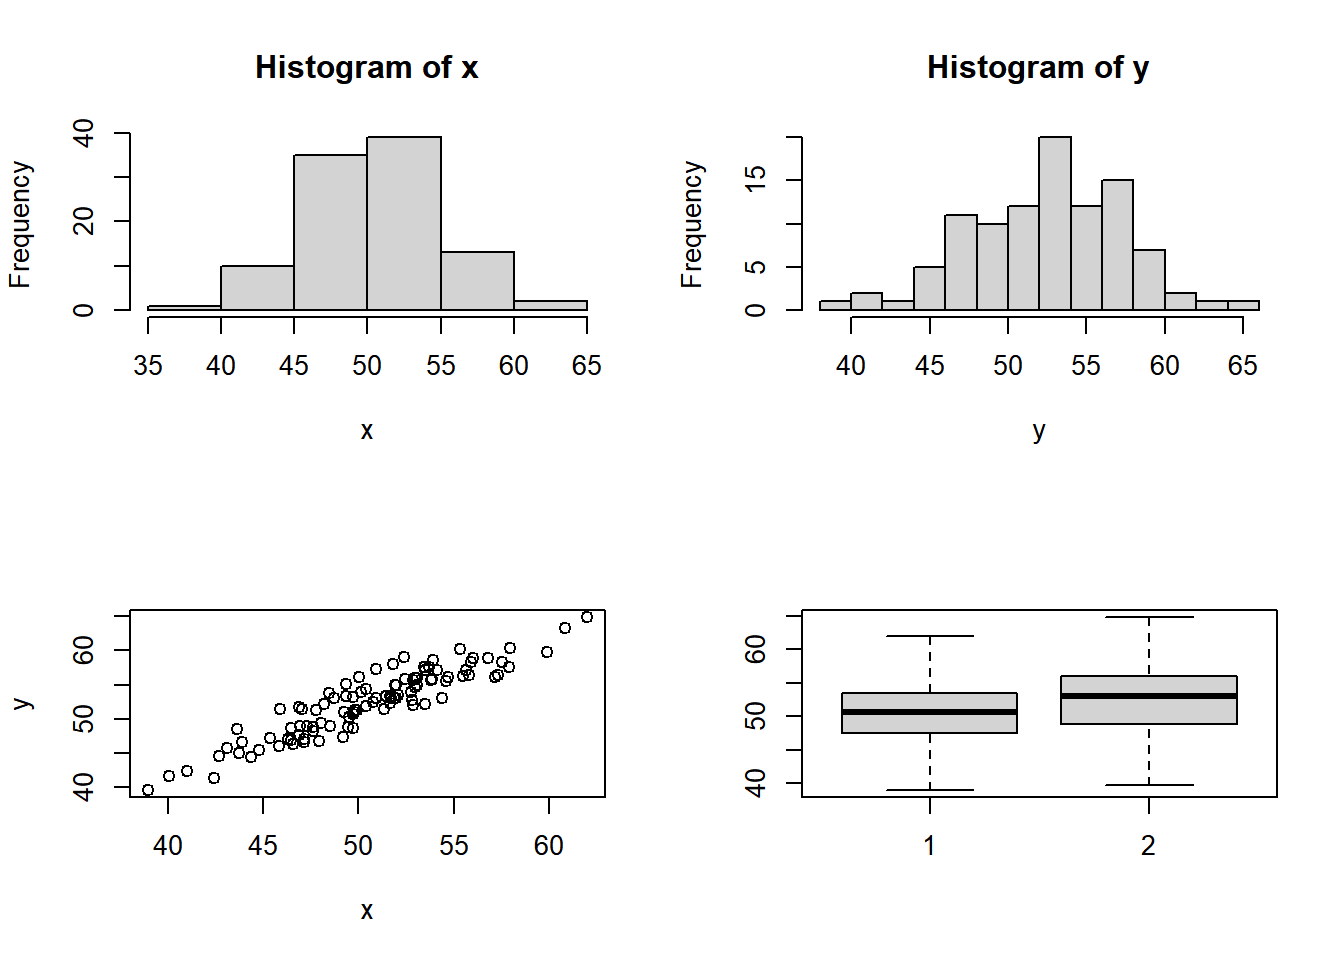 Histogram of x
Frequency
0 20 40
35 40 45 50 55 60 65
x
Histogram of y
Frequency
0 5 15
40 45 50 55 60 65
y
y
40 50 60
40 45 50 55 60
x
40 50 60
1 2